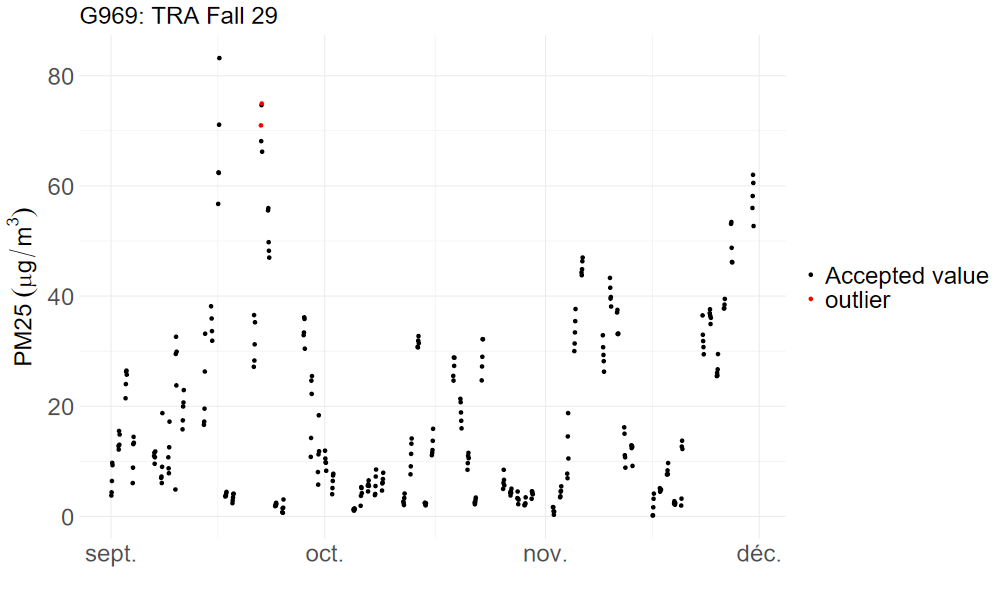 G969: TRA Fall 29
80
60
40
20
0
PM25 (μg/m³)
sept.
oct.
nov.
déc.
Accepted value
outlier